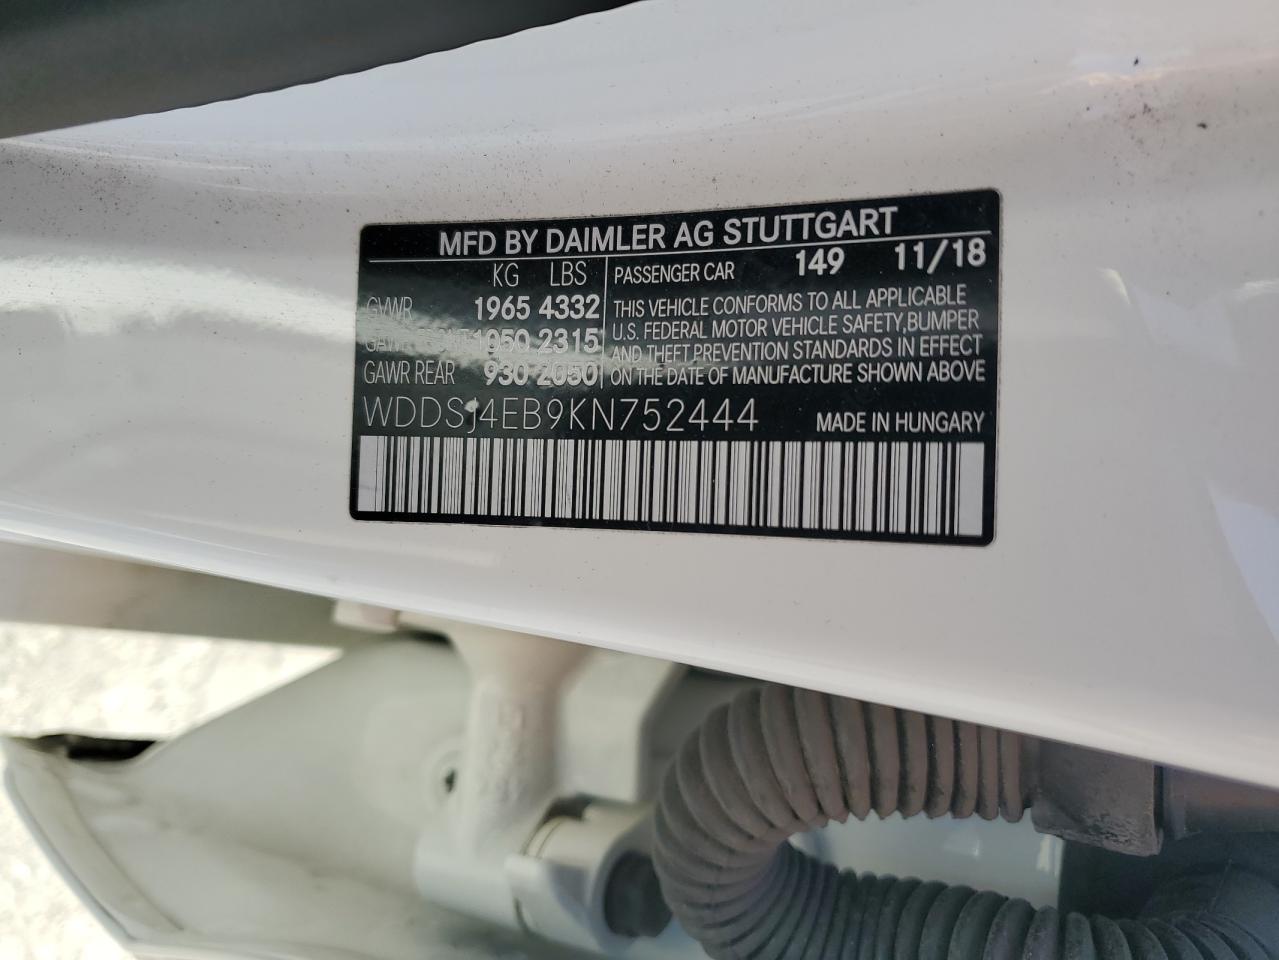 MFD BY DAIMLER AG STUTTGART
KG LBS PASSENGER CAR 149 11/18
GVWR 1965 4332 THIS VEHICLE CONFORMS TO ALL APPLICABLE
U.S. FEDERAL MOTOR VEHICLE SAFETY,BUMPER
1050 2315 AND THEFT PREVENTION STANDARDS IN EFFECT
GAWR REAR 930 2050 ON THE DATE OF MANUFACTURE SHOWN ABOVE
WDDSJ4EB9KN752444 MADE IN HUNGARY